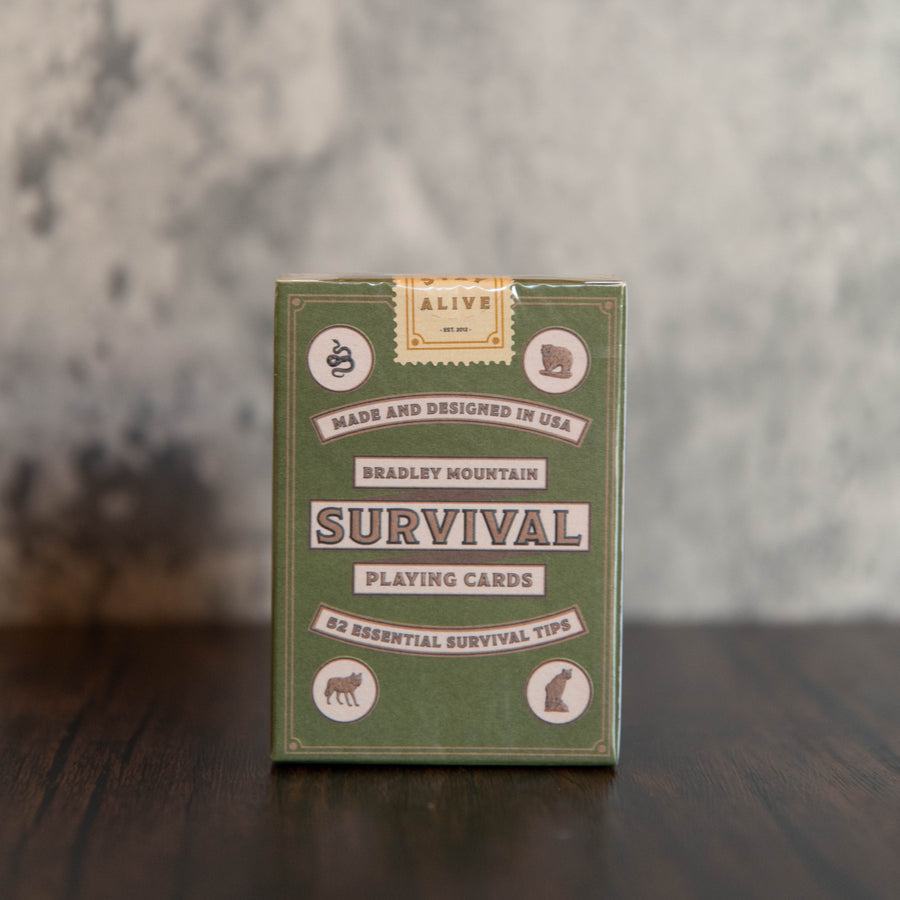 ALIVE
· EST. 2012 ·
MADE AND DESIGNED IN USA
BRADLEY MOUNTAIN
SURVIVAL
PLAYING CARDS
52 ESSENTIAL SURVIVAL TIPS